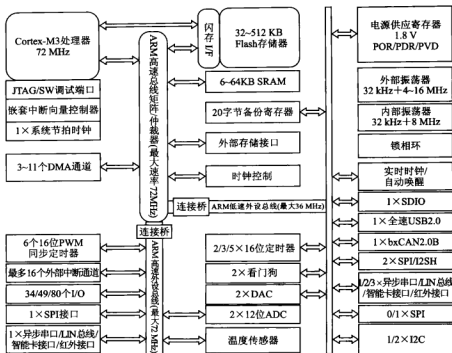 Cortex-M3处理器
72 MHz
JTAG/SW调试端口
嵌套中断向量控制器
1×系统节拍时钟
3~11个DMA通道
6个16位PWM
同步定时器
最多16个外部中断通道
34/49/80个I/O
1×SPI接口
1×异步串口/LIN总线/
智能卡接口/红外接口
ARM高速总线矩阵/仲裁器(最大速率72MHz)
连接桥
ARM高速外设总线(最大72 MHz)
闪存I/F
32~512 KB
Flash存储器
6~64KB SRAM
20字节备份寄存器
外部存储接口
时钟控制
连接桥
ARM低速外设总线(最大36 MHz)
2/3/5×16位定时器
2×看门狗
2×DAC
2×12位ADC
温度传感器
电源供应寄存器
1.8 V
POR/PDR/PVD
外部振荡器
32 kHz+4~16 MHz
内部振荡器
32 kHz+8 MHz
锁相环
实时时钟/
自动唤醒
1×SDIO
1×全速USB2.0
1×bxCAN2.0B
2×SPI/I2SH
1/2/3×异步串口/LIN总线
/智能卡接口/红外接口
0/1×SPI
1/2×I2C